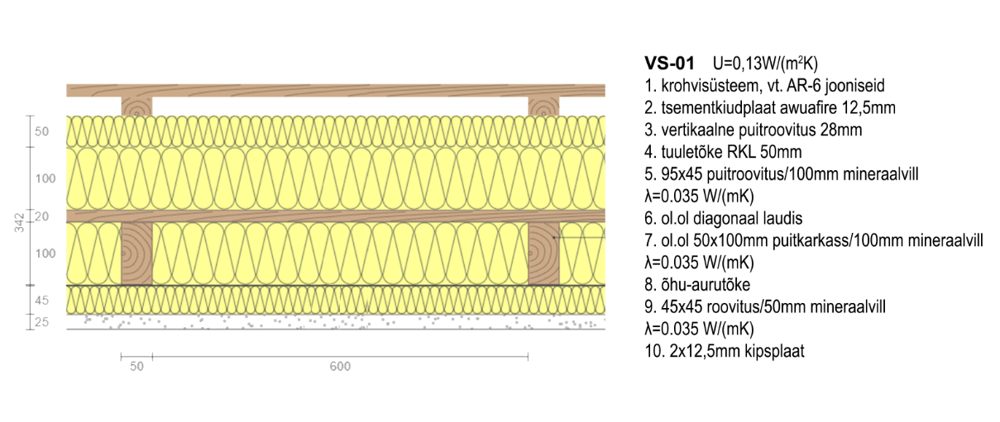 VS-01 U=0,13W/(m²K)
1. krohvisüsteem, vt. AR-6 jooniseid
2. tsementkiudplaat awuafire 12,5mm
3. vertikaalne puitroovitus 28mm
4. tuuletõke RKL 50mm
5. 95x45 puitroovitus/100mm mineraalvill
λ=0.035 W/(mK)
6. ol.ol diagonaal laudis
7. ol.ol 50x100mm puitkarkass/100mm mineraalvill
λ=0.035 W/(mK)
8. õhu-aurutõke
9. 45x45 roovitus/50mm mineraalvill
λ=0.035 W/(mK)
10. 2x12,5mm kipsplaat
50
100
20
342
100
45
25
50 600